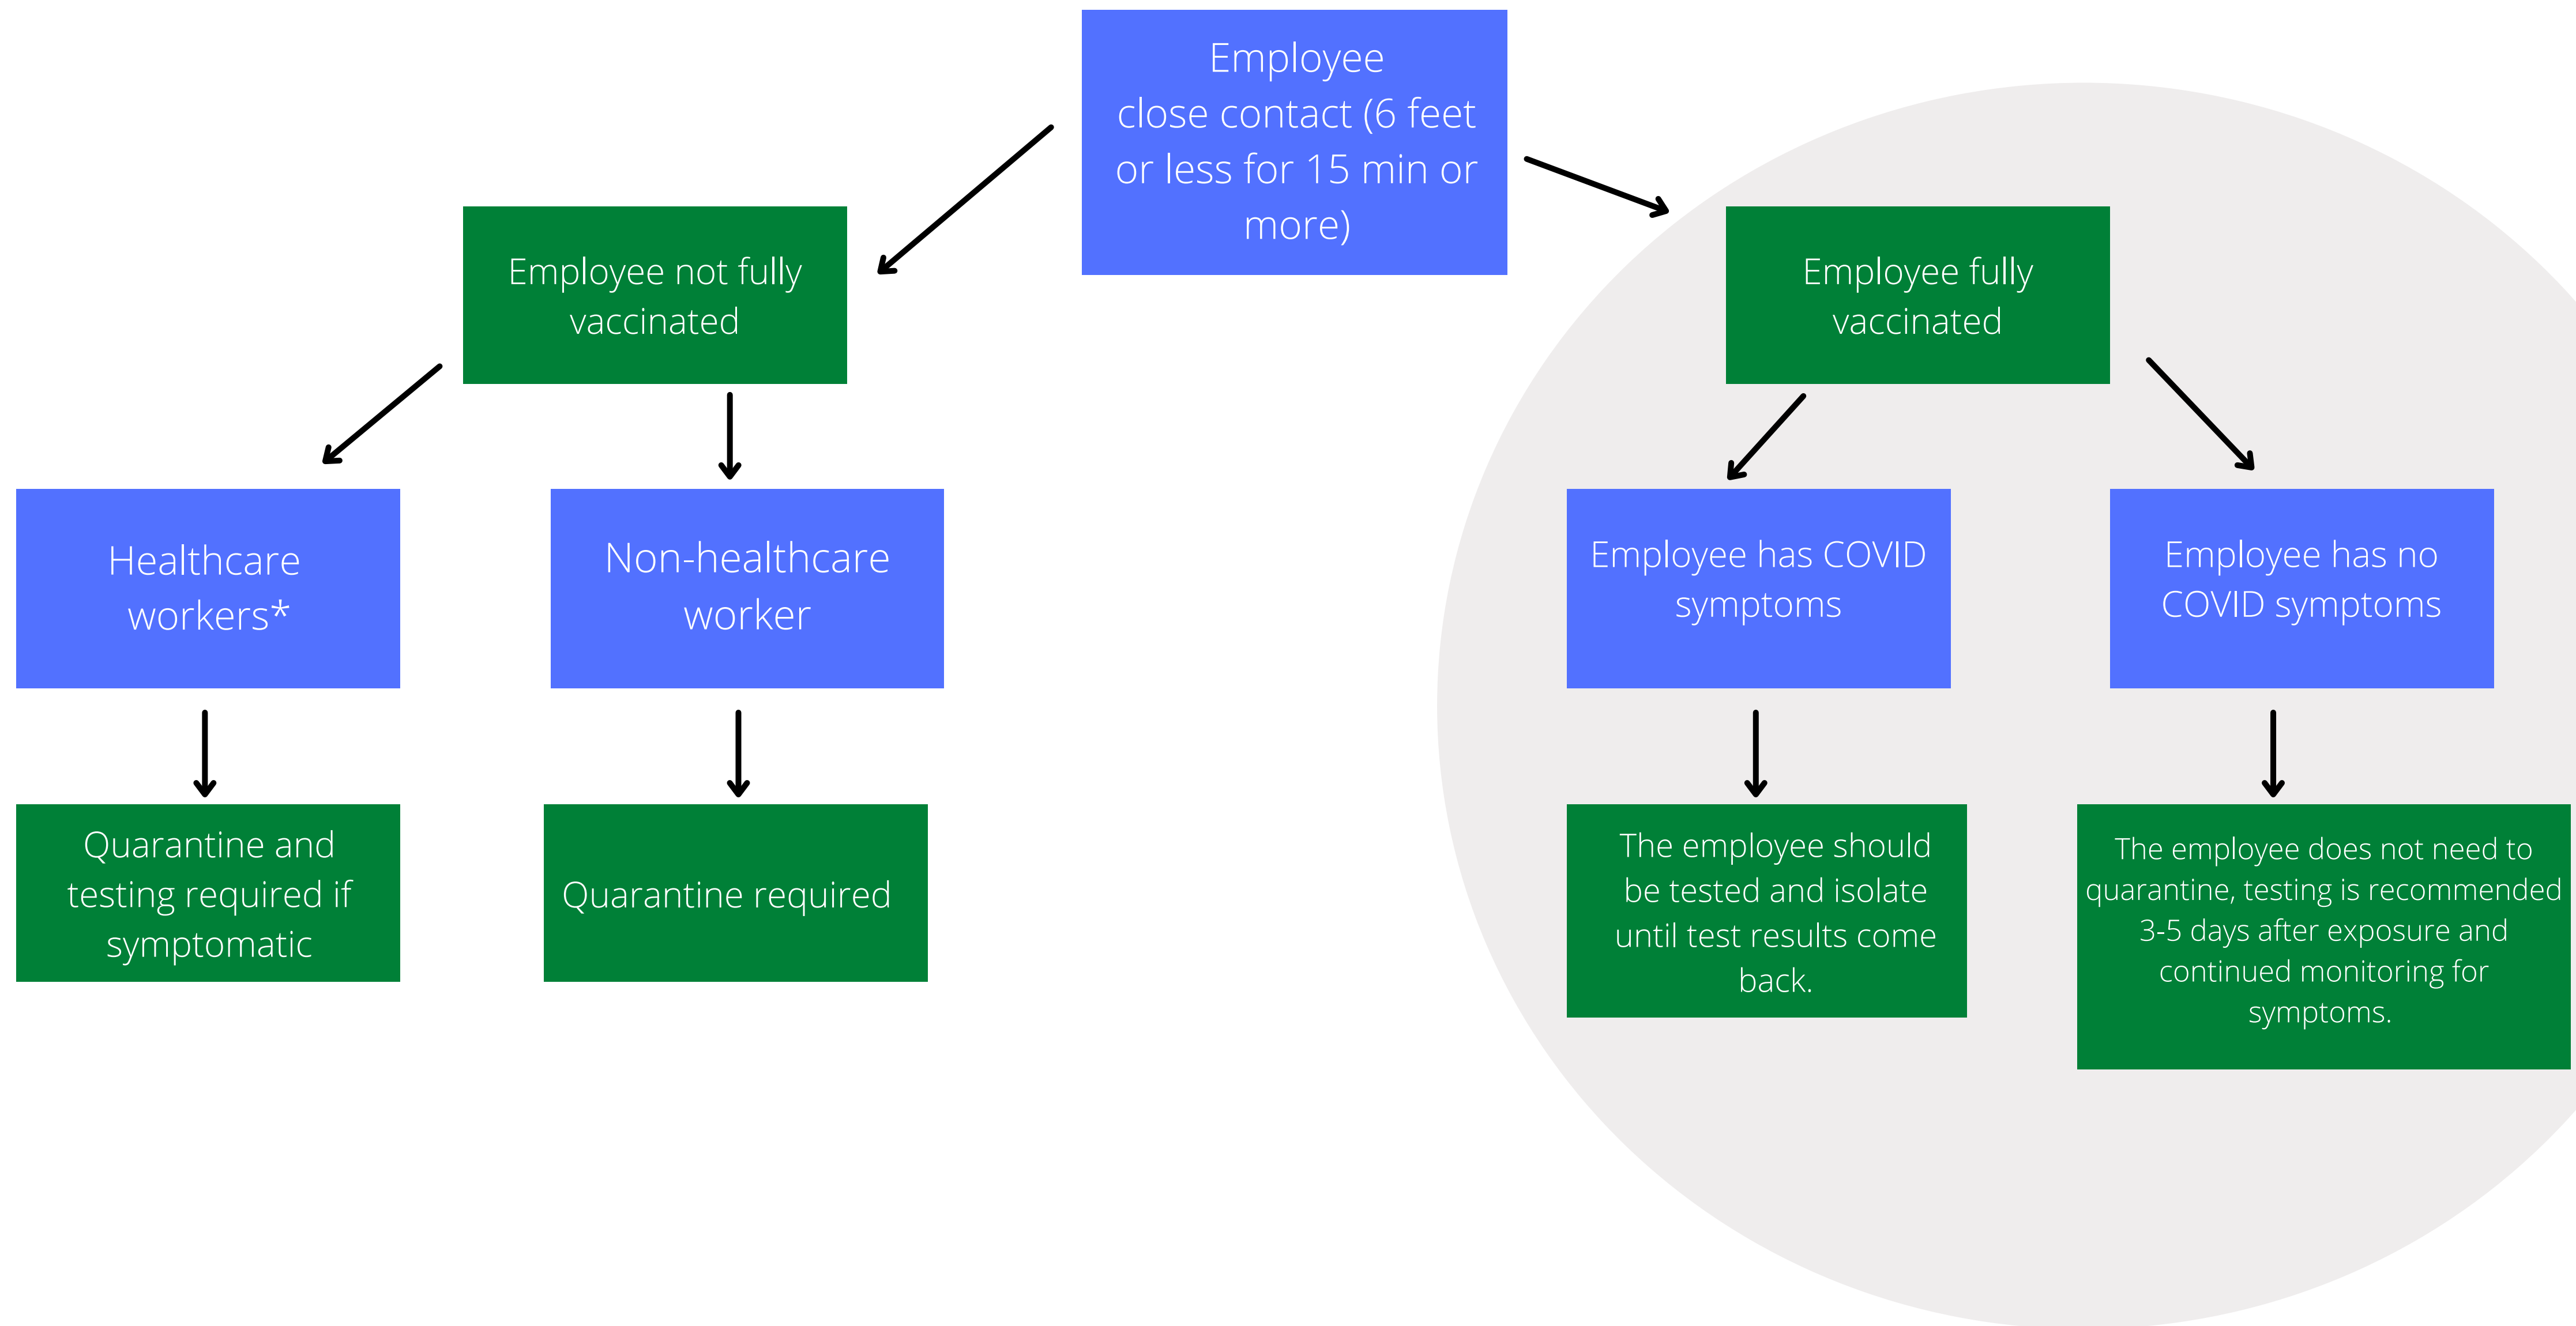 Employee
close contact (6 feet
or less for 15 min or
more)
Employee not fully
vaccinated
Employee fully
vaccinated
Healthcare
workers*
Non-healthcare
worker
Employee has COVID
symptoms
Employee has no
COVID symptoms
Quarantine and
testing required if
symptomatic
Quarantine required
The employee should
be tested and isolate
until test results come
back.
The employee does not need to
quarantine, testing is recommended
3-5 days after exposure and
continued monitoring for
symptoms.